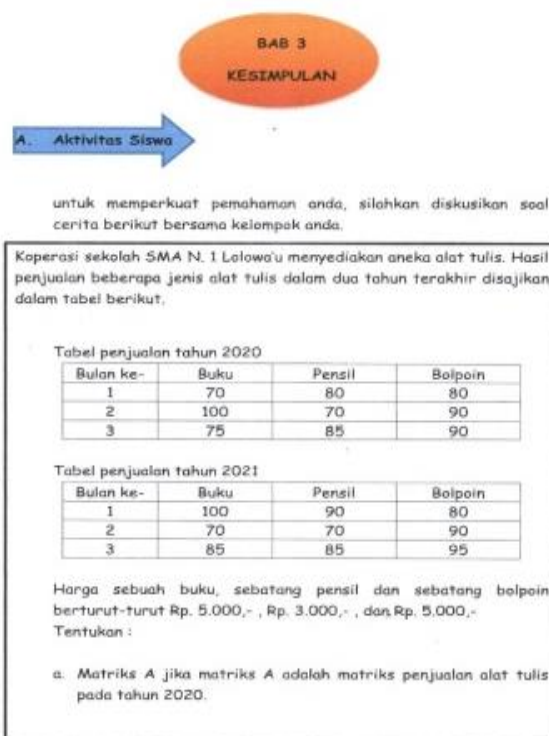 BAB 3
KESIMPULAN
A. Aktivitas Siswa
untuk memperkuat pemahaman anda, silahkan diskusikan soal
cerita berikut bersama kelompok anda.
Koperasi sekolah SMA N. 1 Lolowa'u menyediakan aneka alat tulis. Hasil
penjualan beberapa jenis alat tulis dalam dua tahun terakhir disajikan
dalam tabel berikut.
Tabel penjualan tahun 2020
Bulan ke- Buku Pensil Bolpoin
1 70 80 80
2 100 70 90
3 75 85 90
Tabel penjualan tahun 2021
Bulan ke- Buku Pensil Bolpoin
1 100 90 80
2 70 70 90
3 85 85 95
Harga sebuah buku, sebatang pensil dan sebatang bolpoin
berturut-turut Rp. 5.000,- , Rp. 3.000,- , dan Rp. 5.000,-
Tentukan :
a. Matriks A jika matriks A adalah matriks penjualan alat tulis
pada tahun 2020.